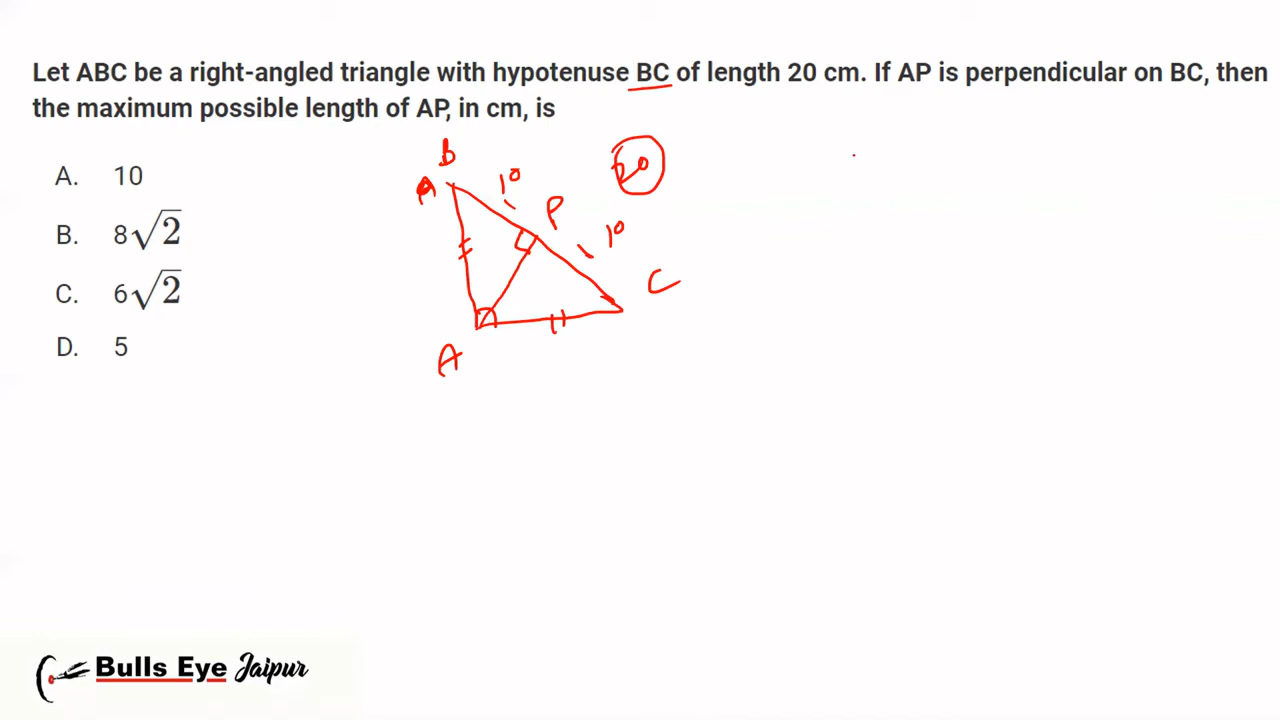 Let ABC be a right-angled triangle with hypotenuse BC of length 20 cm. If AP is perpendicular on BC, then
the maximum possible length of AP, in cm, is
A. 10
B. 8√2
C. 6√2
D. 5
B
A
10
P
20
10
C
A
Bulls Eye Jaipur